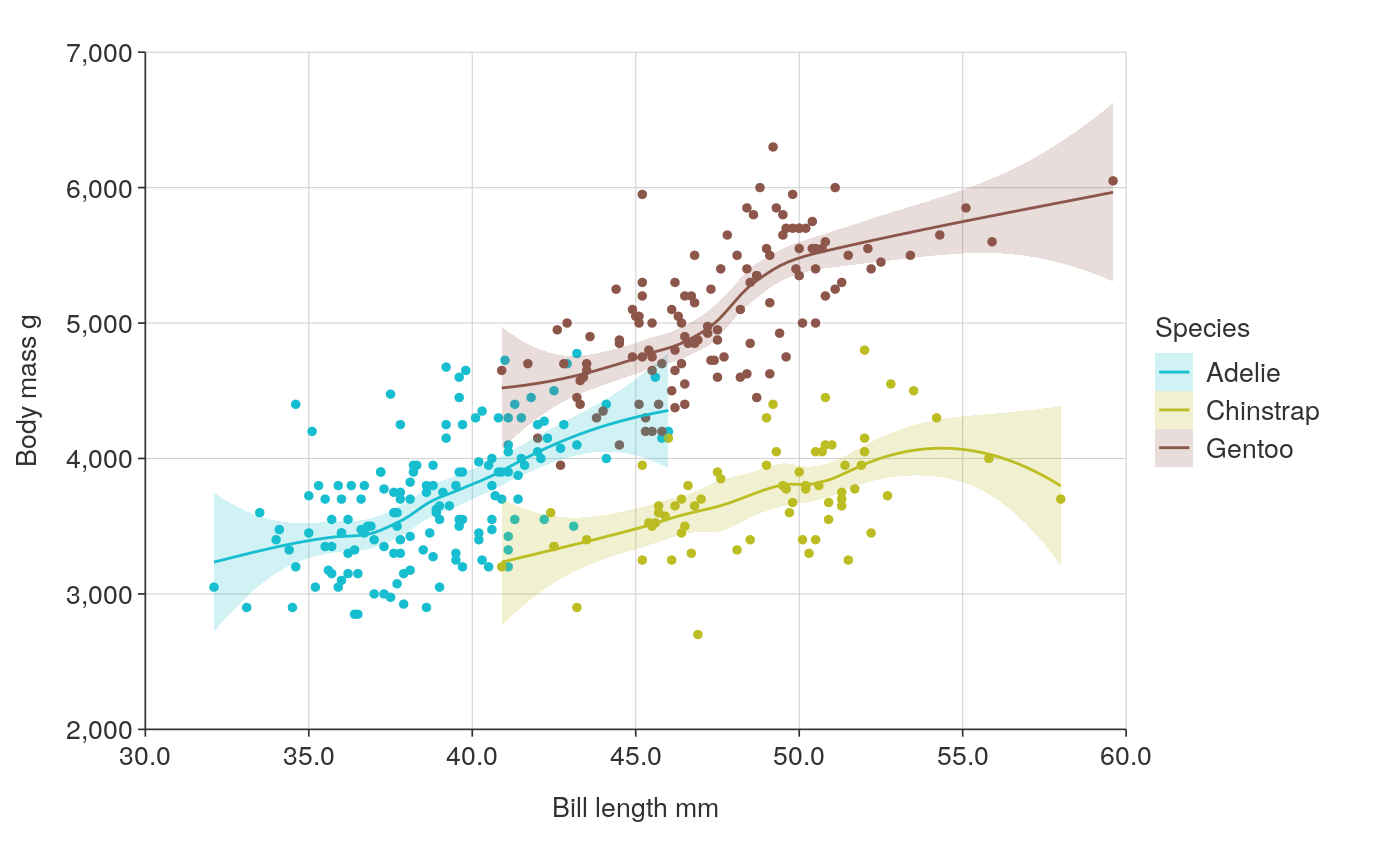 7,000
6,000
5,000
4,000
3,000
2,000
Body mass g
30.0 35.0 40.0 45.0 50.0 55.0 60.0
Bill length mm
Species
Adelie
Chinstrap
Gentoo